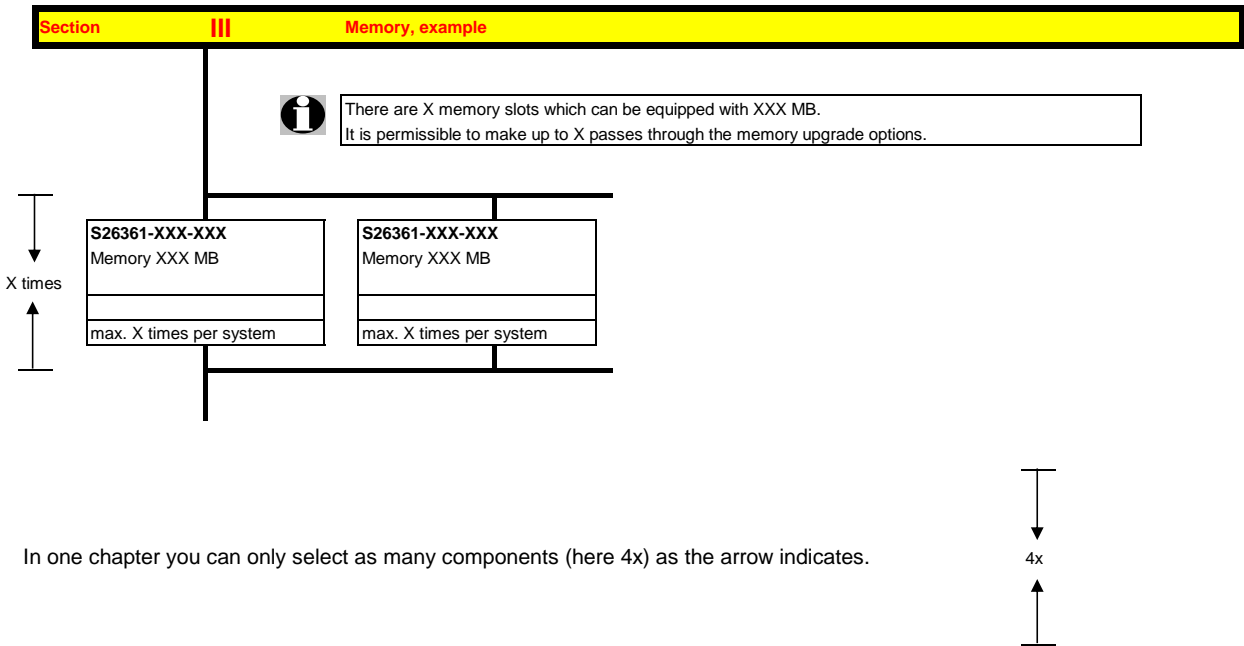 Section III Memory, example
There are X memory slots which can be equipped with XXX MB.
It is permissible to make up to X passes through the memory upgrade options.
S26361-XXX-XXX
Memory XXX MB
max. X times per system
S26361-XXX-XXX
Memory XXX MB
max. X times per system
X times
In one chapter you can only select as many components (here 4x) as the arrow indicates.
4x